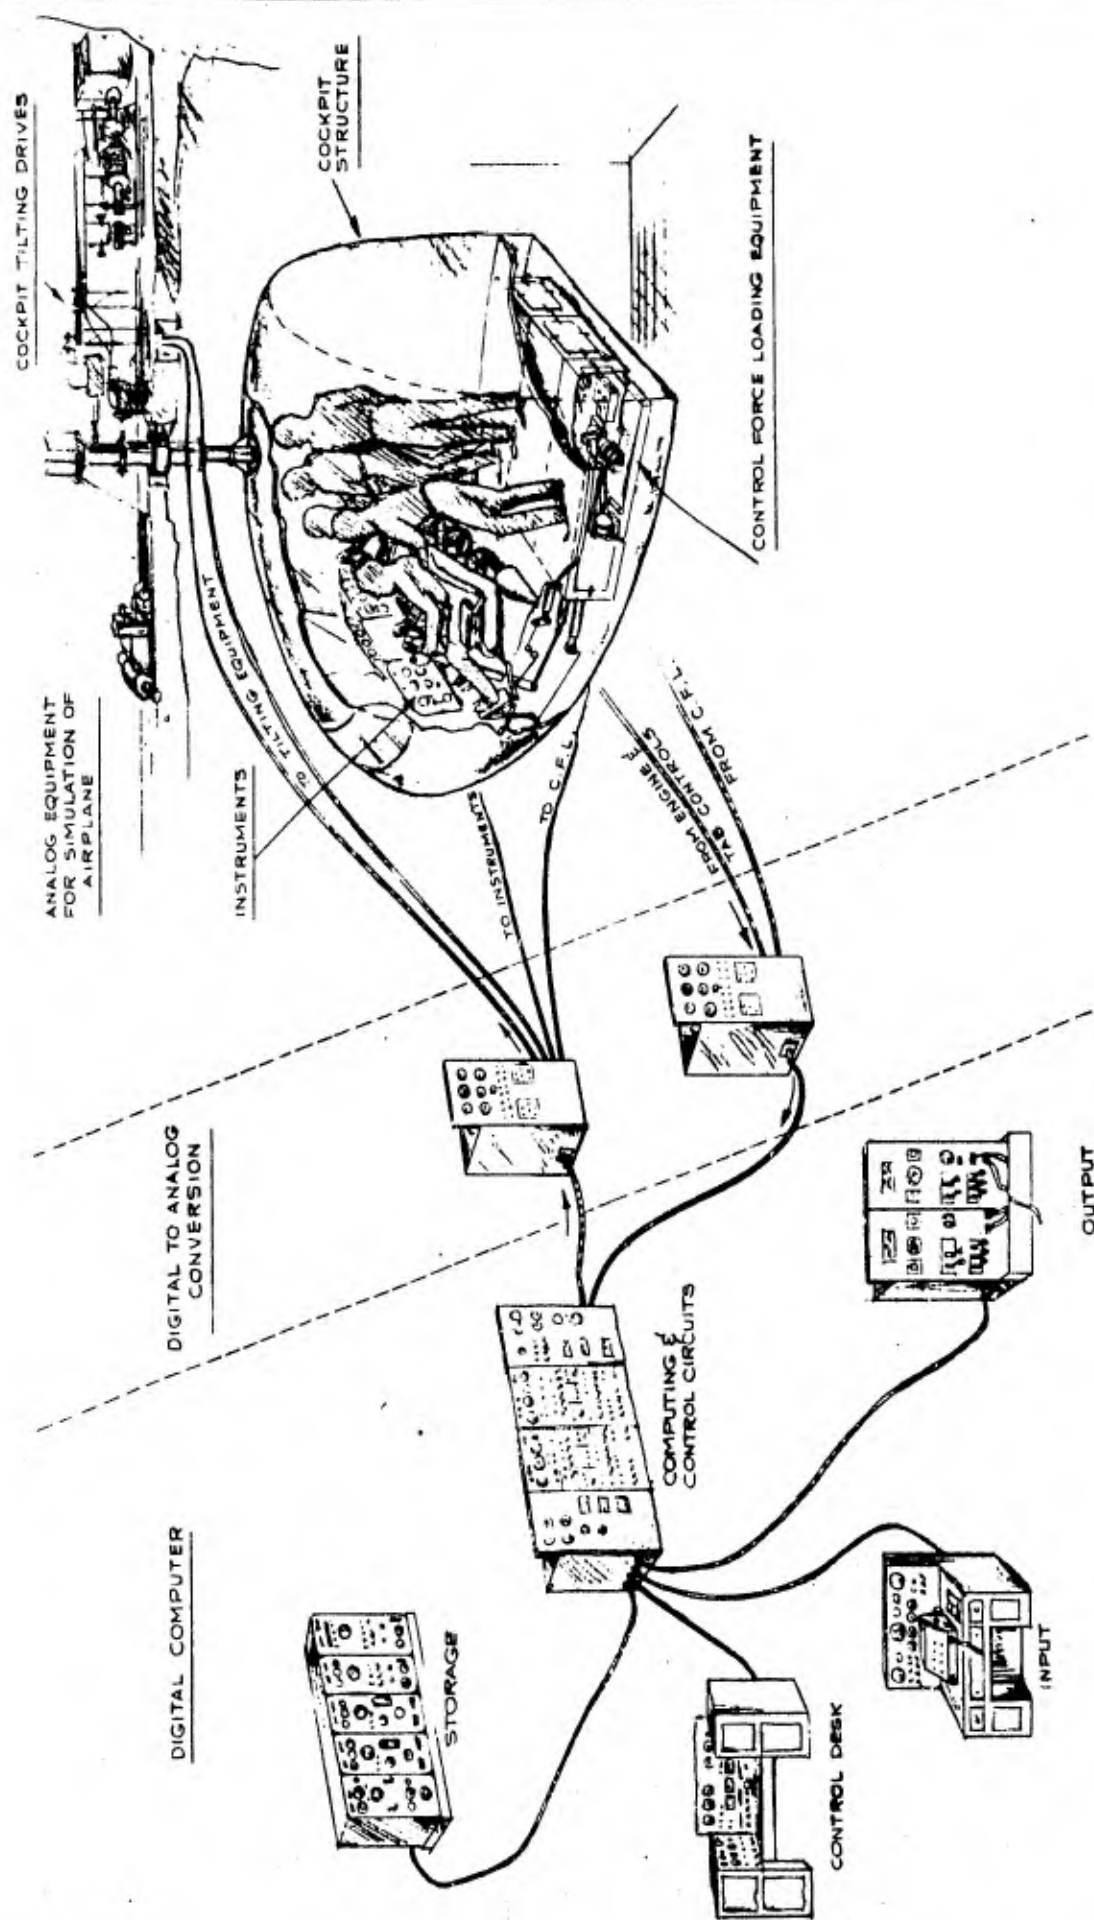 DIGITAL COMPUTER
DIGITAL TO ANALOG
CONVERSION
ANALOG EQUIPMENT
FOR SIMULATION OF
AIRPLANE
COCKPIT TILTING DRIVES
INSTRUMENTS
COCKPIT
STRUCTURE
TO TILTING EQUIPMENT
TO INSTRUMENTS
TO C.F.L.
FROM ENGINE &
TAB CONTROLS
FROM C.F.L.
CONTROL FORCE LOADING EQUIPMENT
STORAGE
COMPUTING &
CONTROL CIRCUITS
CONTROL DESK
INPUT
OUTPUT